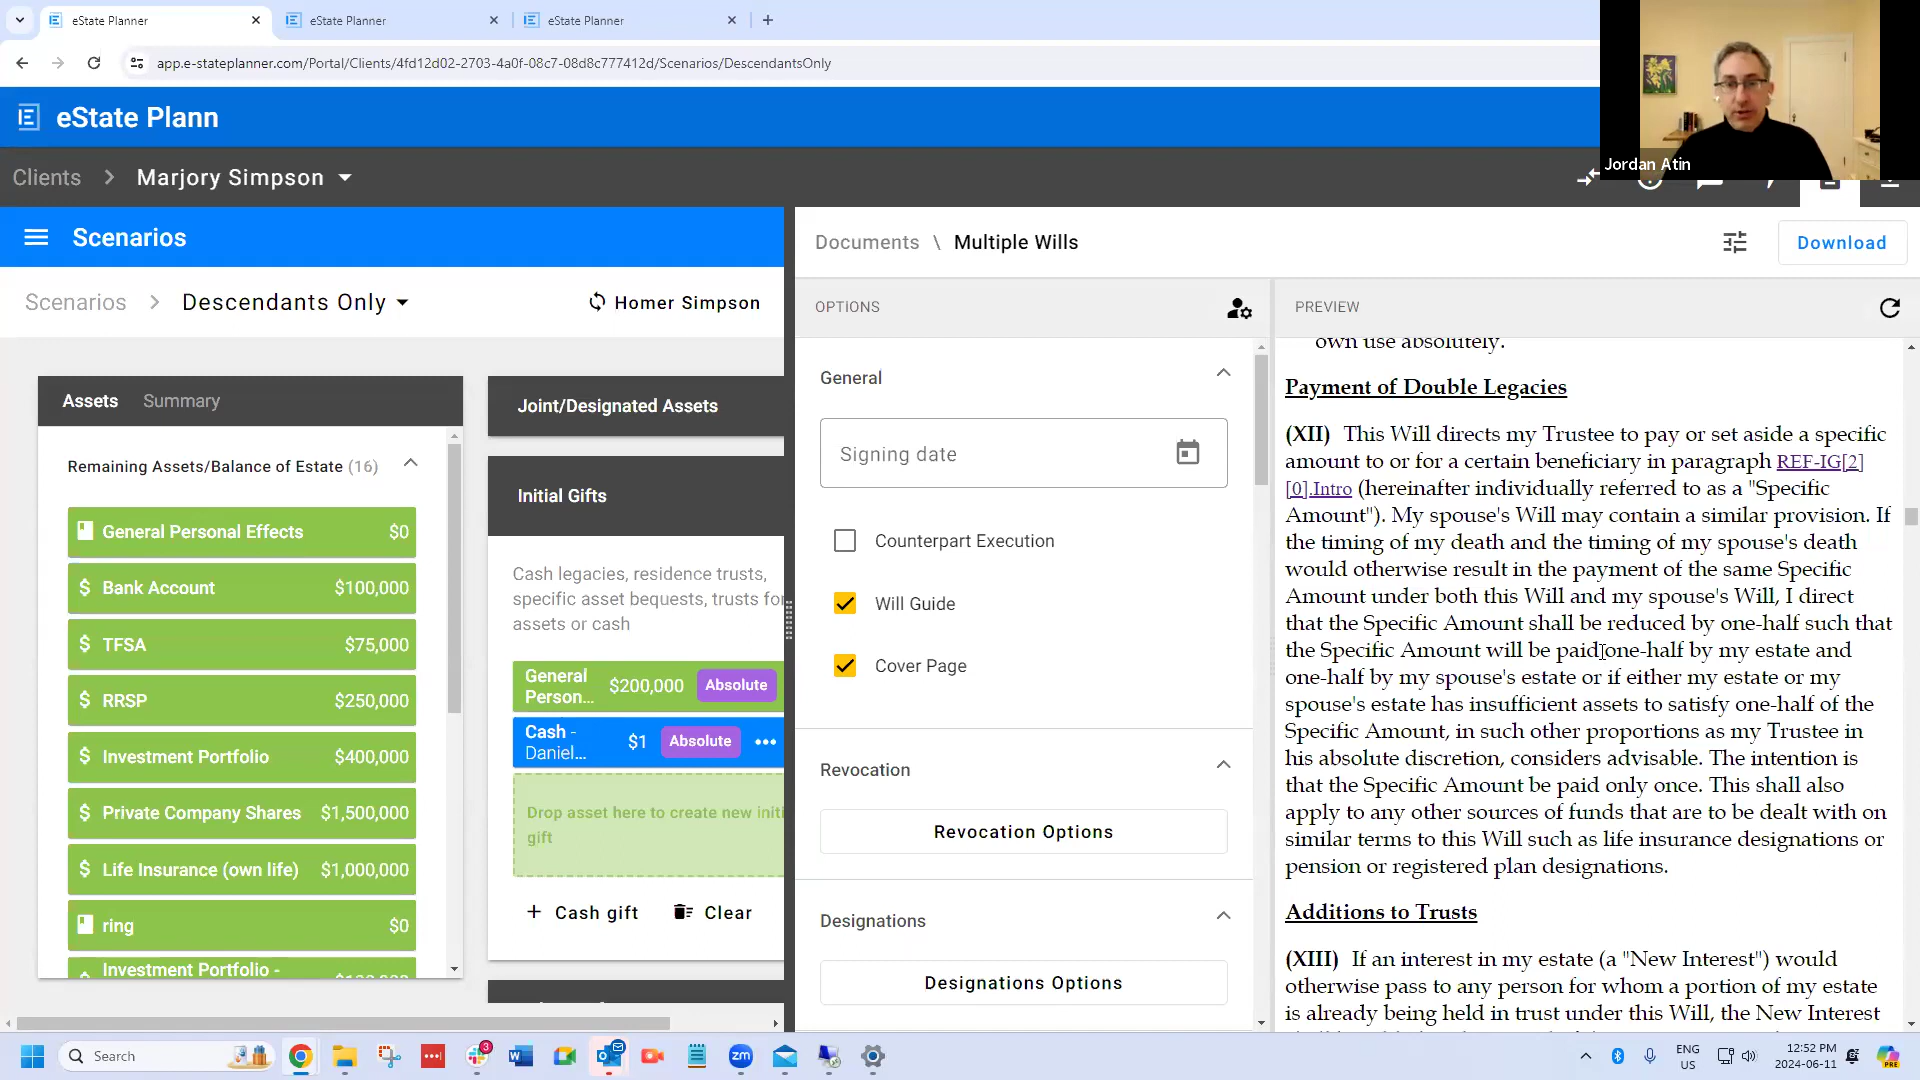 eState Planner
eState Planner
eState Planner
app.e-stateplanner.com/Portal/Clients/4fd12d02-2703-4a0f-08c7-08d8c777412d/Scenarios/DescendantsOnly
eState Plann
Jordan Atin
Clients > Marjory Simpson
Scenarios
Scenarios > Descendants Only
Homer Simpson
Assets Summary
Remaining Assets/Balance of Estate (16)
General Personal Effects $0
$ Bank Account $100,000
$ TFSA $75,000
$ RRSP $250,000
$ Investment Portfolio $400,000
$ Private Company Shares $1,500,000
$ Life Insurance (own life) $1,000,000
ring $0
Investment Portfolio -
Joint/Designated Assets
Initial Gifts
Cash legacies, residence trusts,
specific asset bequests, trusts for
assets or cash
General
Person... $200,000 Absolute
Cash -
Daniel... $1 Absolute
Drop asset here to create new initi
gift
+ Cash gift Clear
Documents \ Multiple Wills
Download
OPTIONS
General
Signing date
Counterpart Execution
Will Guide
Cover Page
Revocation
Revocation Options
Designations
Designations Options
PREVIEW
own use absolutely.
Payment of Double Legacies
(XII) This Will directs my Trustee to pay or set aside a specific
amount to or for a certain beneficiary in paragraph REF-IG[2]
[0].Intro (hereinafter individually referred to as a "Specific
Amount"). My spouse's Will may contain a similar provision. If
the timing of my death and the timing of my spouse's death
would otherwise result in the payment of the same Specific
Amount under both this Will and my spouse's Will, I direct
that the Specific Amount shall be reduced by one-half such that
the Specific Amount will be paid one-half by my estate and
one-half by my spouse's estate or if either my estate or my
spouse's estate has insufficient assets to satisfy one-half of the
Specific Amount, in such other proportions as my Trustee in
his absolute discretion, considers advisable. The intention is
that the Specific Amount be paid only once. This shall also
apply to any other sources of funds that are to be dealt with on
similar terms to this Will such as life insurance designations or
pension or registered plan designations.
Additions to Trusts
(XIII) If an interest in my estate (a "New Interest") would
otherwise pass to any person for whom a portion of my estate
is already being held in trust under this Will, the New Interest
Search
3
zm
ENG
US
12:52 PM
2024-06-11
PRE